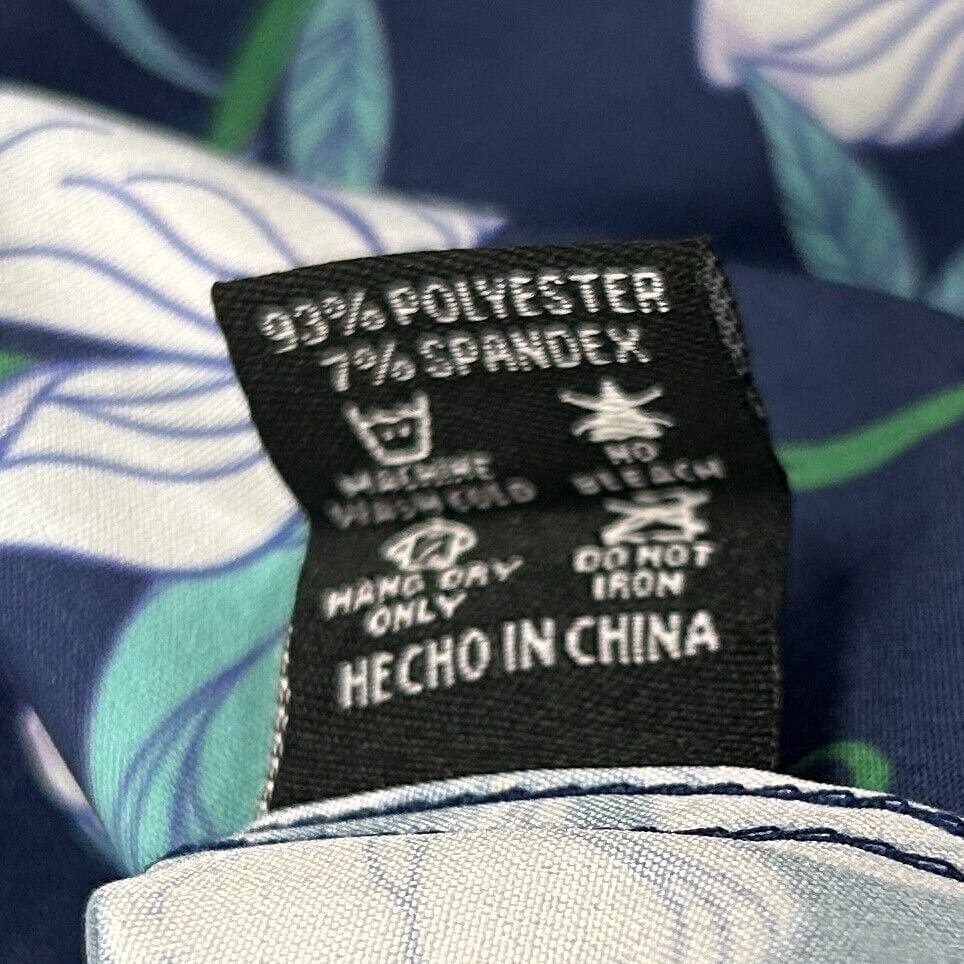 93% POLYESTER
7% SPANDEX
MACHINE
WASH COLD
NO
BLEACH
HANG DRY
ONLY
DO NOT
IRON
HECHO IN CHINA